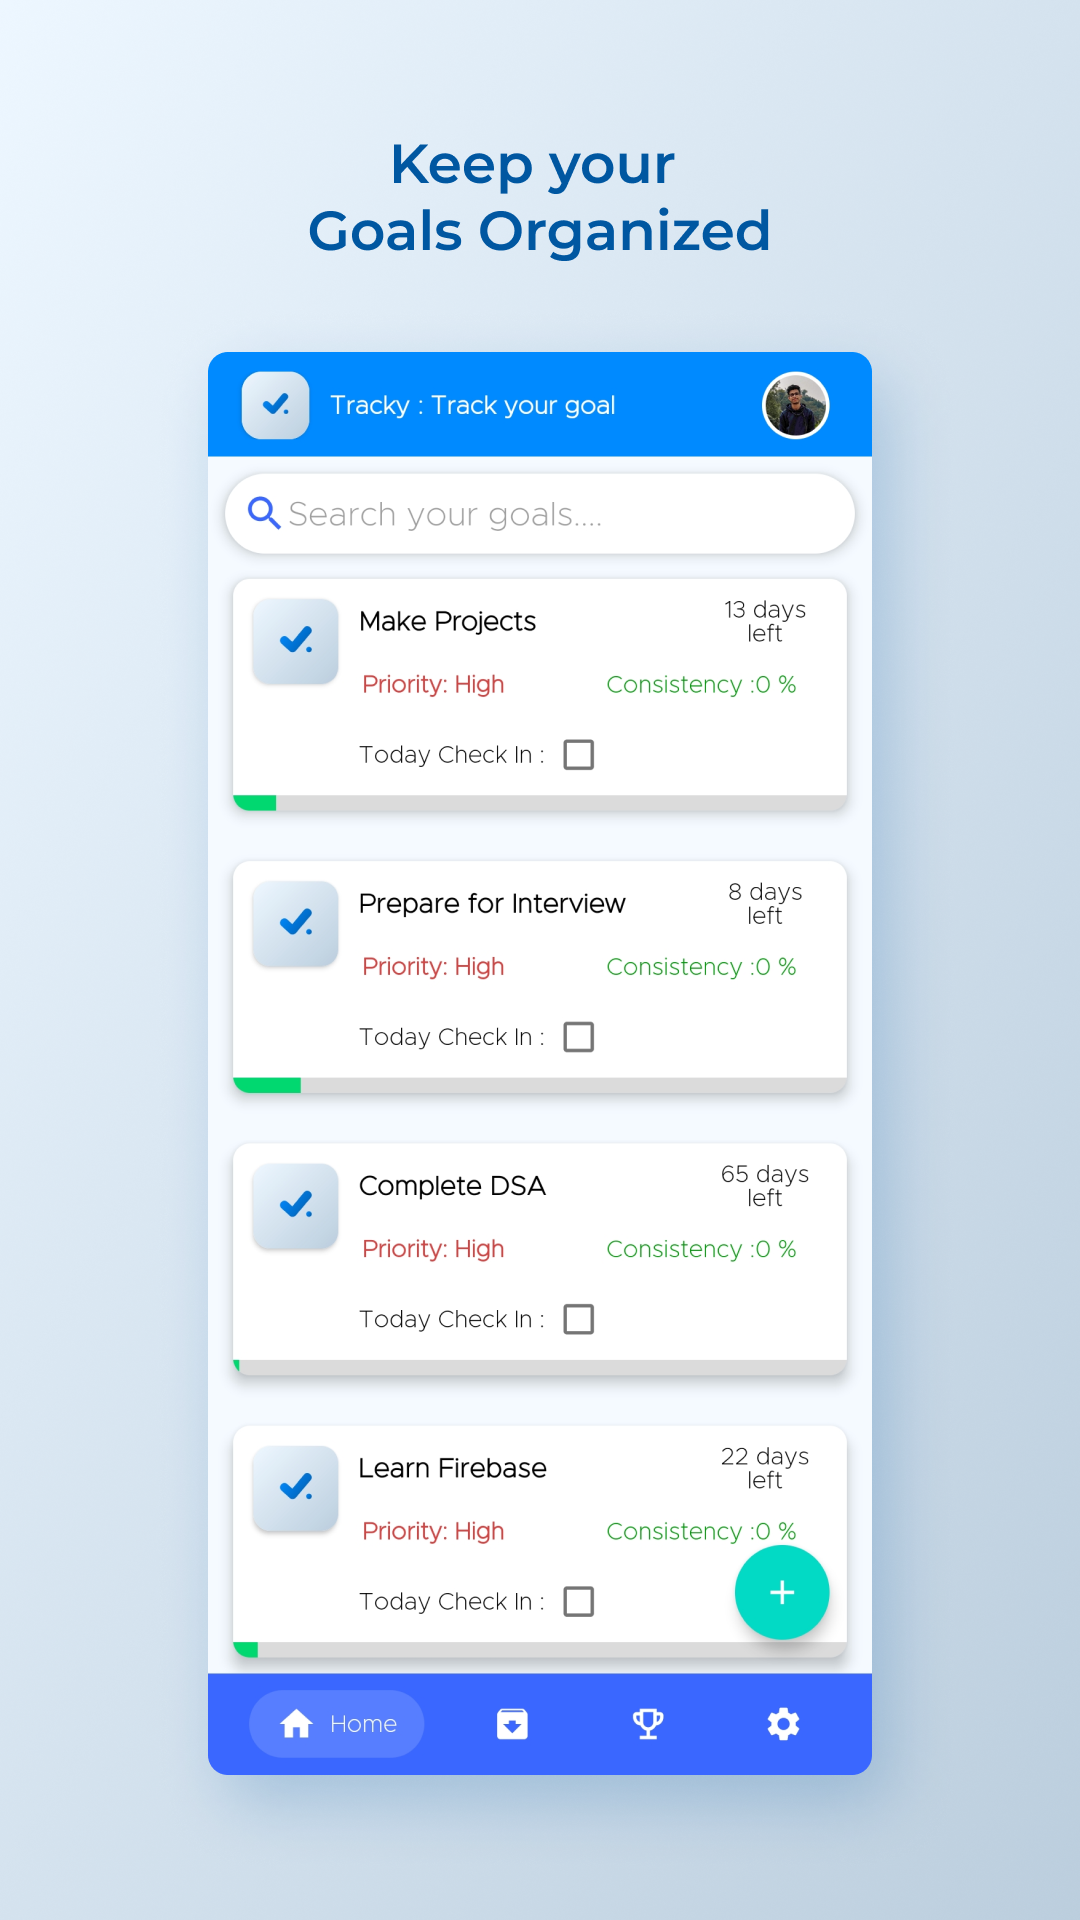 Keep your
Goals Organized
Tracky : Track your goal
Search your goals....
Make Projects
13 days
left
Priority: High
Consistency :0 %
Today Check In :
Prepare for Interview
8 days
left
Priority: High
Consistency :0 %
Today Check In :
Complete DSA
65 days
left
Priority: High
Consistency :0 %
Today Check In :
Learn Firebase
22 days
left
Priority: High
Consistency :0 %
Today Check In :
Home